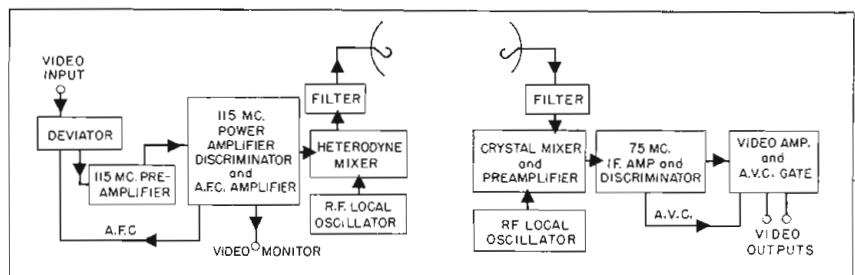 VIDEO
INPUT
DEVIATOR
115 MC. PRE-
AMPLIFIER
115 MC.
POWER
AMPLIFIER
DISCRIMINATOR
and
A.F.C. AMPLIFIER
A.F.C
VIDEO MONITOR
FILTER
HETERODYNE
MIXER
R.F. LOCAL
OSCILLATOR
FILTER
CRYSTAL MIXER
and
PREAMPLIFIER
RF LOCAL
OSCILLATOR
75 MC.
I.F. AMP and
DISCRIMINATOR
A.V.C.
VIDEO AMP.
and
A.V.C. GATE
VIDEO
OUTPUTS